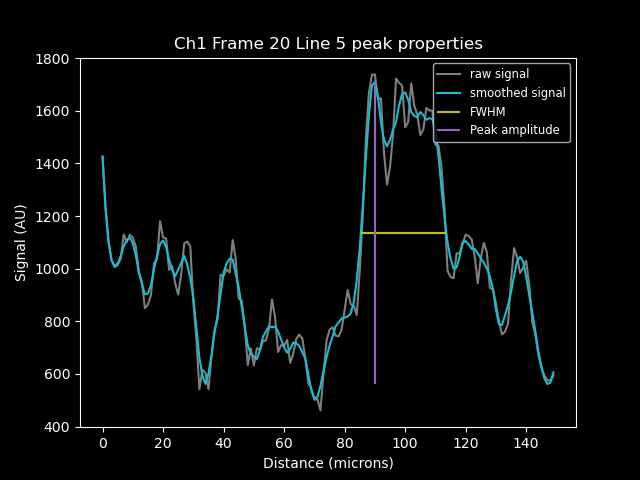 Ch1 Frame 20 Line 5 peak properties
raw signal
smoothed signal
FWHM
Peak amplitude
Signal (AU)
1800
1600
1400
1200
1000
800
600
400
0 20 40 60 80 100 120 140
Distance (microns)